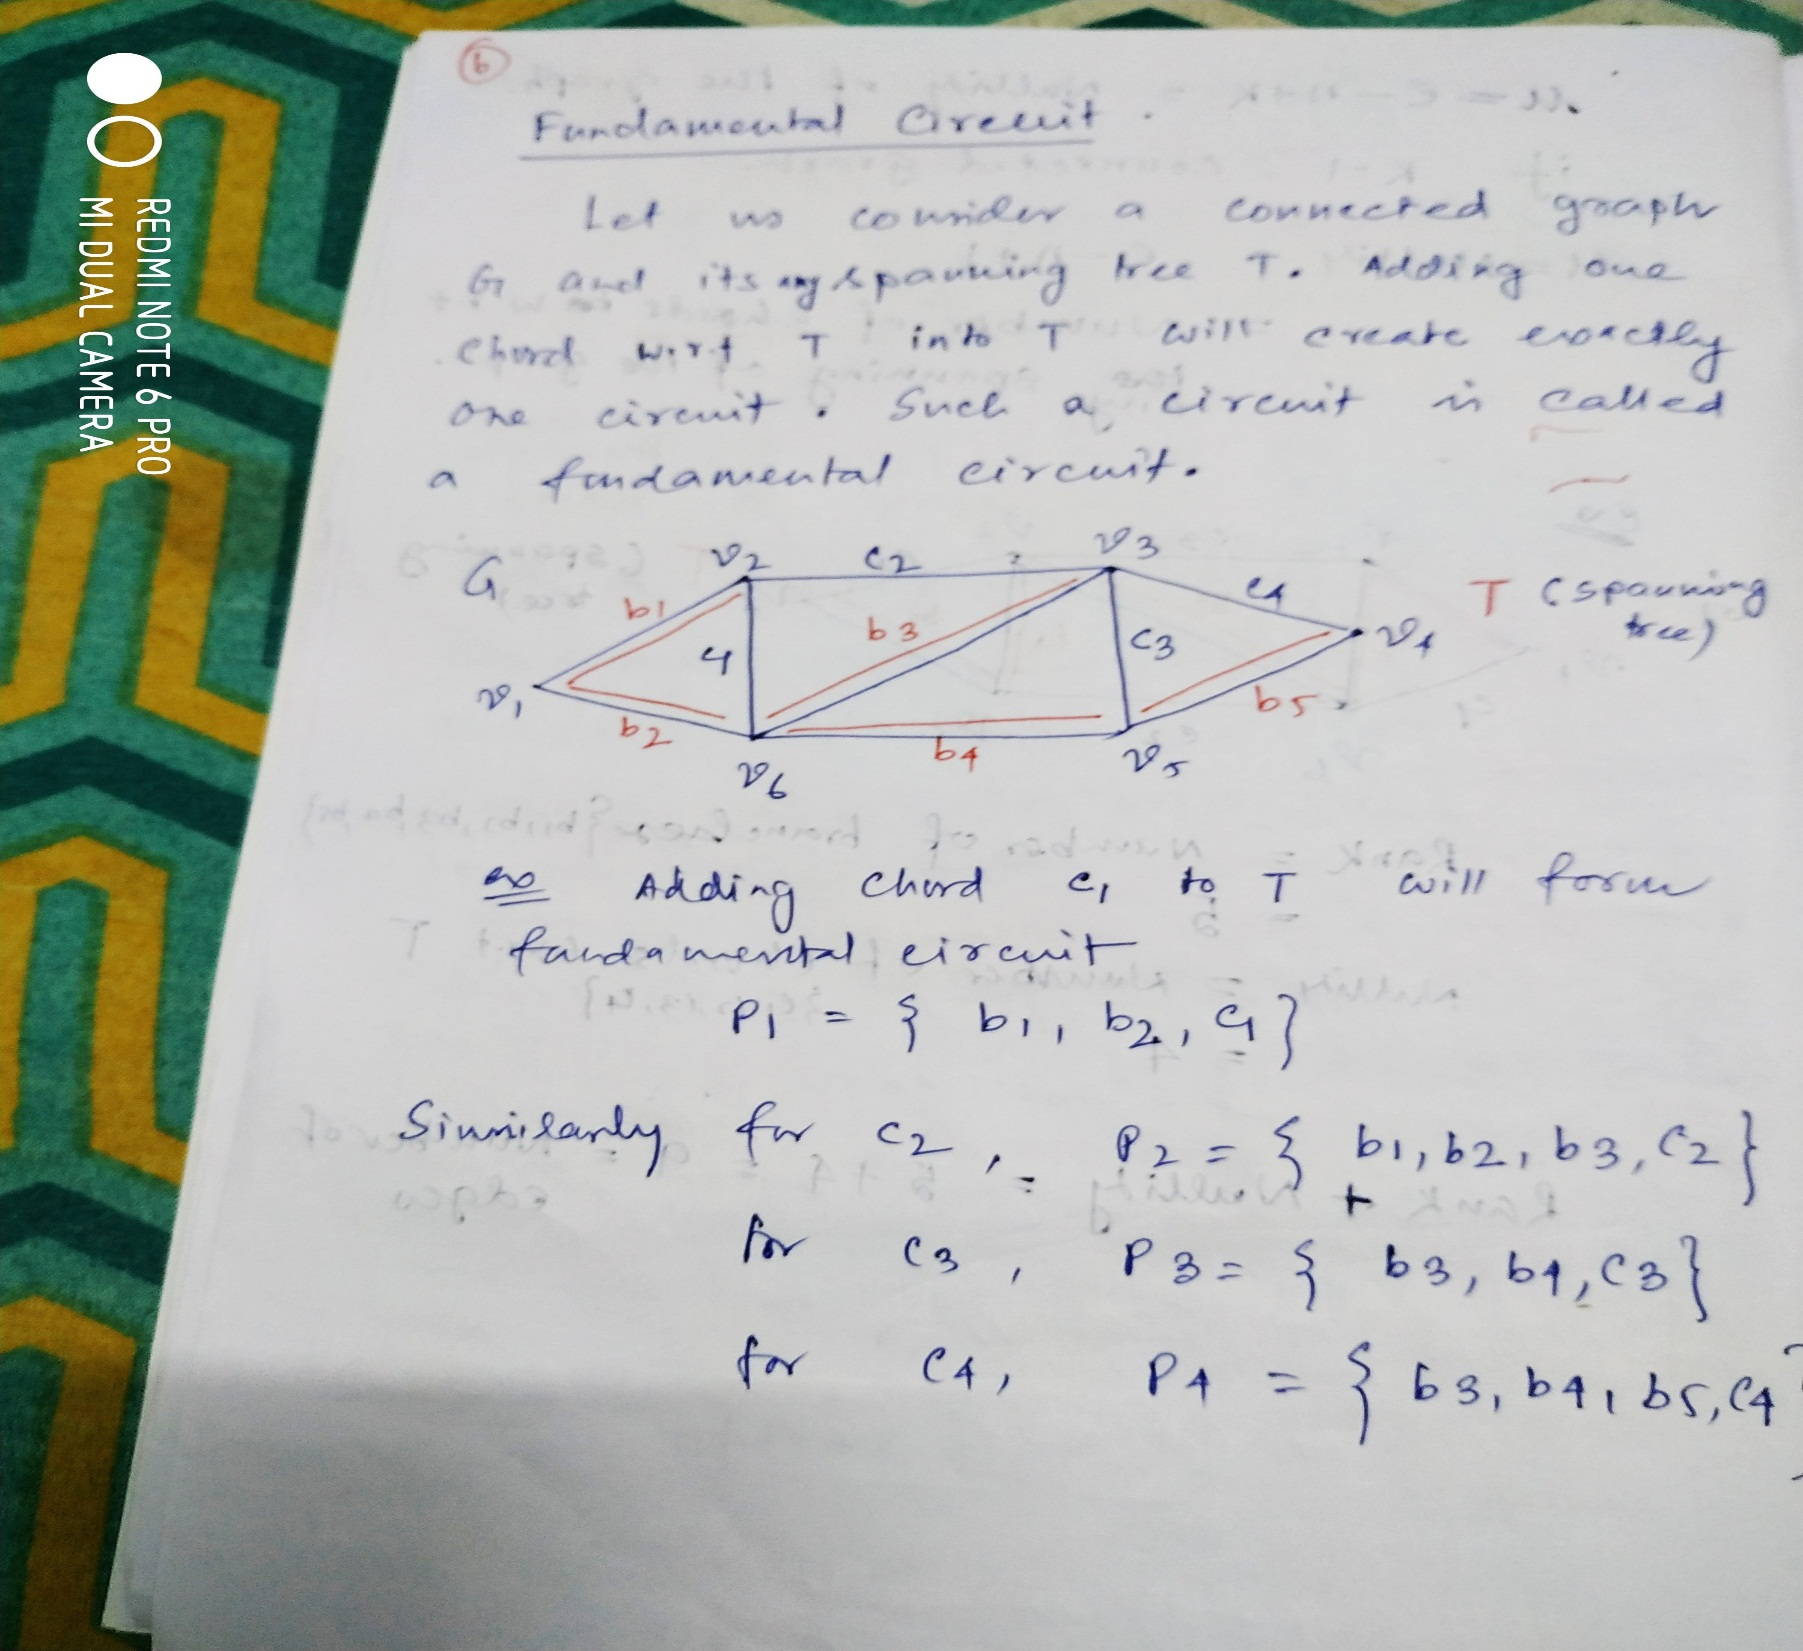 6
Fundamental Circuit .
Let us consider a connected graph
G and its any spanning tree T. Adding one
chord w.r.t T into T will create exactly
one circuit. Such a circuit is called
a fundamental circuit.
G v2 c2 v3 c4 T (spanning
tree)
b1 c1 b3 c3 v4
v1 b2 b4 b5
v6 v5
ex Adding chord c1 to T will form
fundamental circuit
P1 = { b1, b2, c1}
Similarly for c2, P2 = { b1, b2, b3, c2}
for c3, P3 = { b3, b4, c3}
for c4, P4 = { b3, b4, b5, c4}
REDMI NOTE 6 PRO
MI DUAL CAMERA